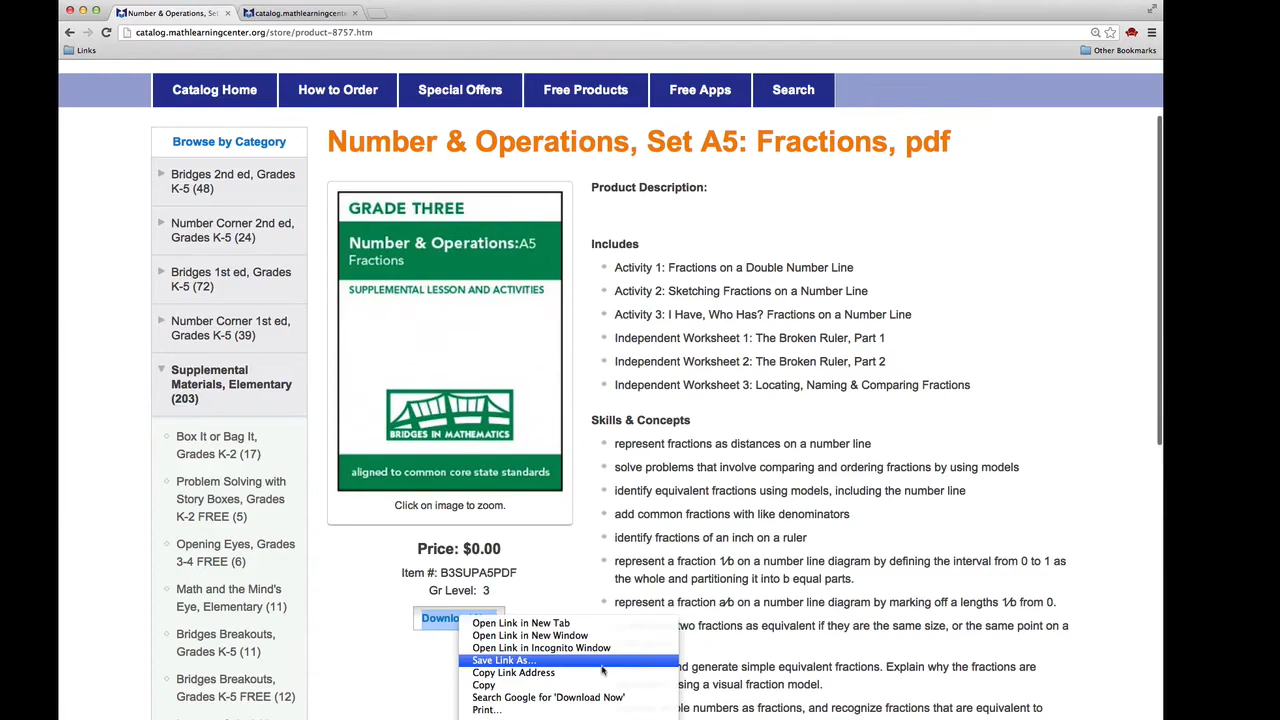 Number & Operations, Set
catalog.mathlearningcente
catalog.mathlearningcenter.org/store/product-8757.htm
Links
Other Bookmarks
Catalog Home
How to Order
Special Offers
Free Products
Free Apps
Search
Browse by Category
Bridges 2nd ed, Grades
K-5 (48)
Number Corner 2nd ed,
Grades K-5 (24)
Bridges 1st ed, Grades
K-5 (72)
Number Corner 1st ed,
Grades K-5 (39)
Supplemental
Materials, Elementary
(203)
Box It or Bag It,
Grades K-2 (17)
Problem Solving with
Story Boxes, Grades
K-2 FREE (5)
Opening Eyes, Grades
3-4 FREE (6)
Math and the Mind's
Eye, Elementary (11)
Bridges Breakouts,
Grades K-5 (11)
Bridges Breakouts,
Grades K-5 FREE (12)
Number & Operations, Set A5: Fractions, pdf
GRADE THREE
Number & Operations:A5
Fractions
SUPPLEMENTAL LESSON AND ACTIVITIES
BRIDGES IN MATHEMATICS
aligned to common core state standards
Click on image to zoom.
Price: $0.00
Item #: B3SUPA5PDF
Gr Level: 3
Downlo
Open Link in New Tab
Open Link in New Window
Open Link in Incognito Window
Save Link As...
Copy Link Address
Copy
Search Google for 'Download Now'
Print...
Product Description:
Includes
Activity 1: Fractions on a Double Number Line
Activity 2: Sketching Fractions on a Number Line
Activity 3: I Have, Who Has? Fractions on a Number Line
Independent Worksheet 1: The Broken Ruler, Part 1
Independent Worksheet 2: The Broken Ruler, Part 2
Independent Worksheet 3: Locating, Naming & Comparing Fractions
Skills & Concepts
represent fractions as distances on a number line
solve problems that involve comparing and ordering fractions by using models
identify equivalent fractions using models, including the number line
add common fractions with like denominators
identify fractions of an inch on a ruler
represent a fraction 1⁄b on a number line diagram by defining the interval from 0 to 1 as
the whole and partitioning it into b equal parts.
represent a fraction a⁄b on a number line diagram by marking off a lengths 1⁄b from 0.
two fractions as equivalent if they are the same size, or the same point on a
and generate simple equivalent fractions. Explain why the fractions are
using a visual fraction model.
numbers as fractions, and recognize fractions that are equivalent to